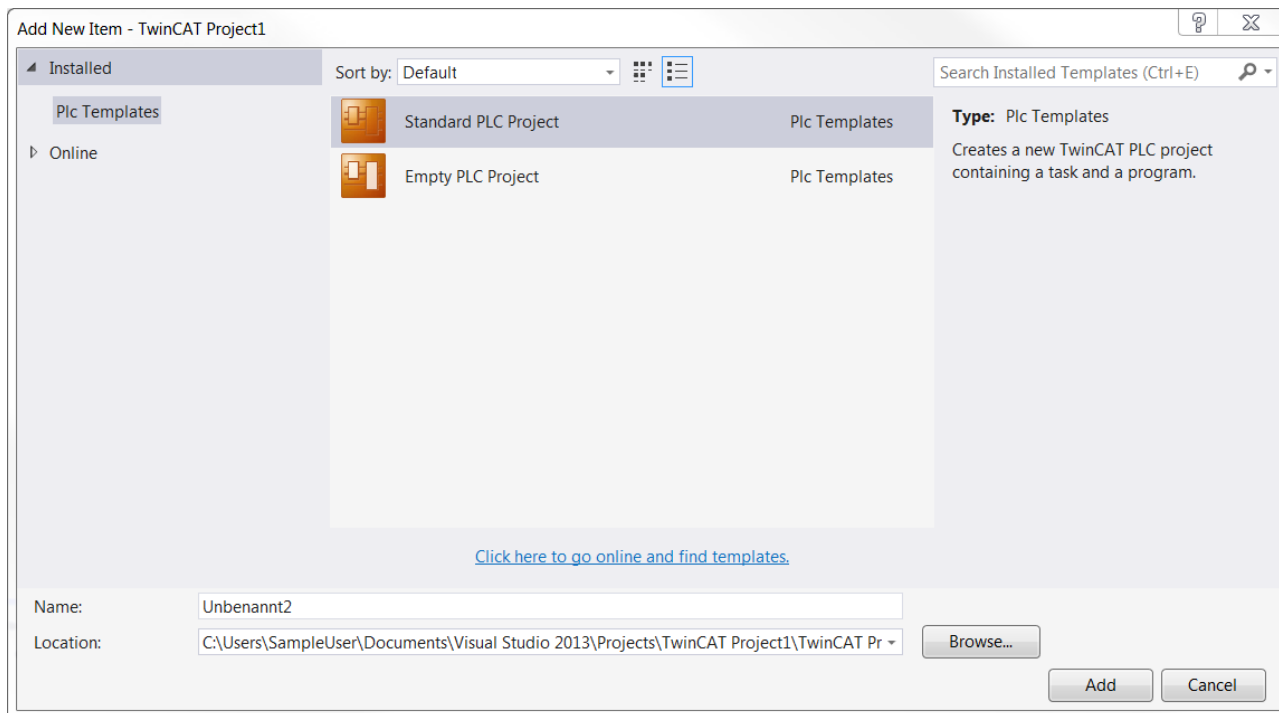 Add New Item - TwinCAT Project1
Installed
Plc Templates
Online
Sort by: Default
Standard PLC Project Plc Templates
Empty PLC Project Plc Templates
Click here to go online and find templates.
Search Installed Templates (Ctrl+E)
Type: Plc Templates
Creates a new TwinCAT PLC project
containing a task and a program.
Name: Unbenannt2
Location: C:\Users\SampleUser\Documents\Visual Studio 2013\Projects\TwinCAT Project1\TwinCAT Pr
Browse...
Add Cancel